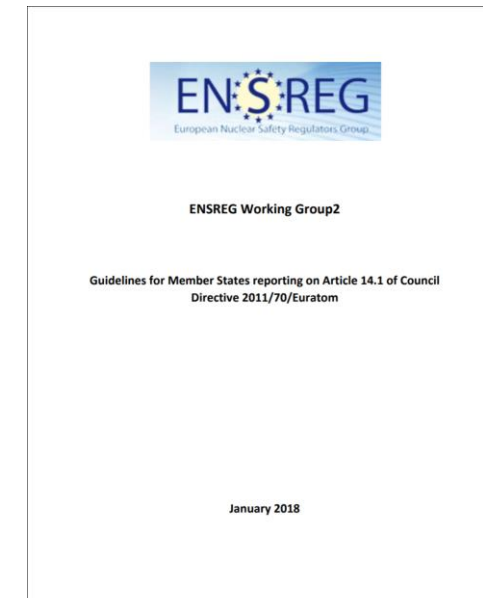 ENSREG
European Nuclear Safety Regulators Group
ENSREG Working Group2
Guidelines for Member States reporting on Article 14.1 of Council
Directive 2011/70/Euratom
January 2018